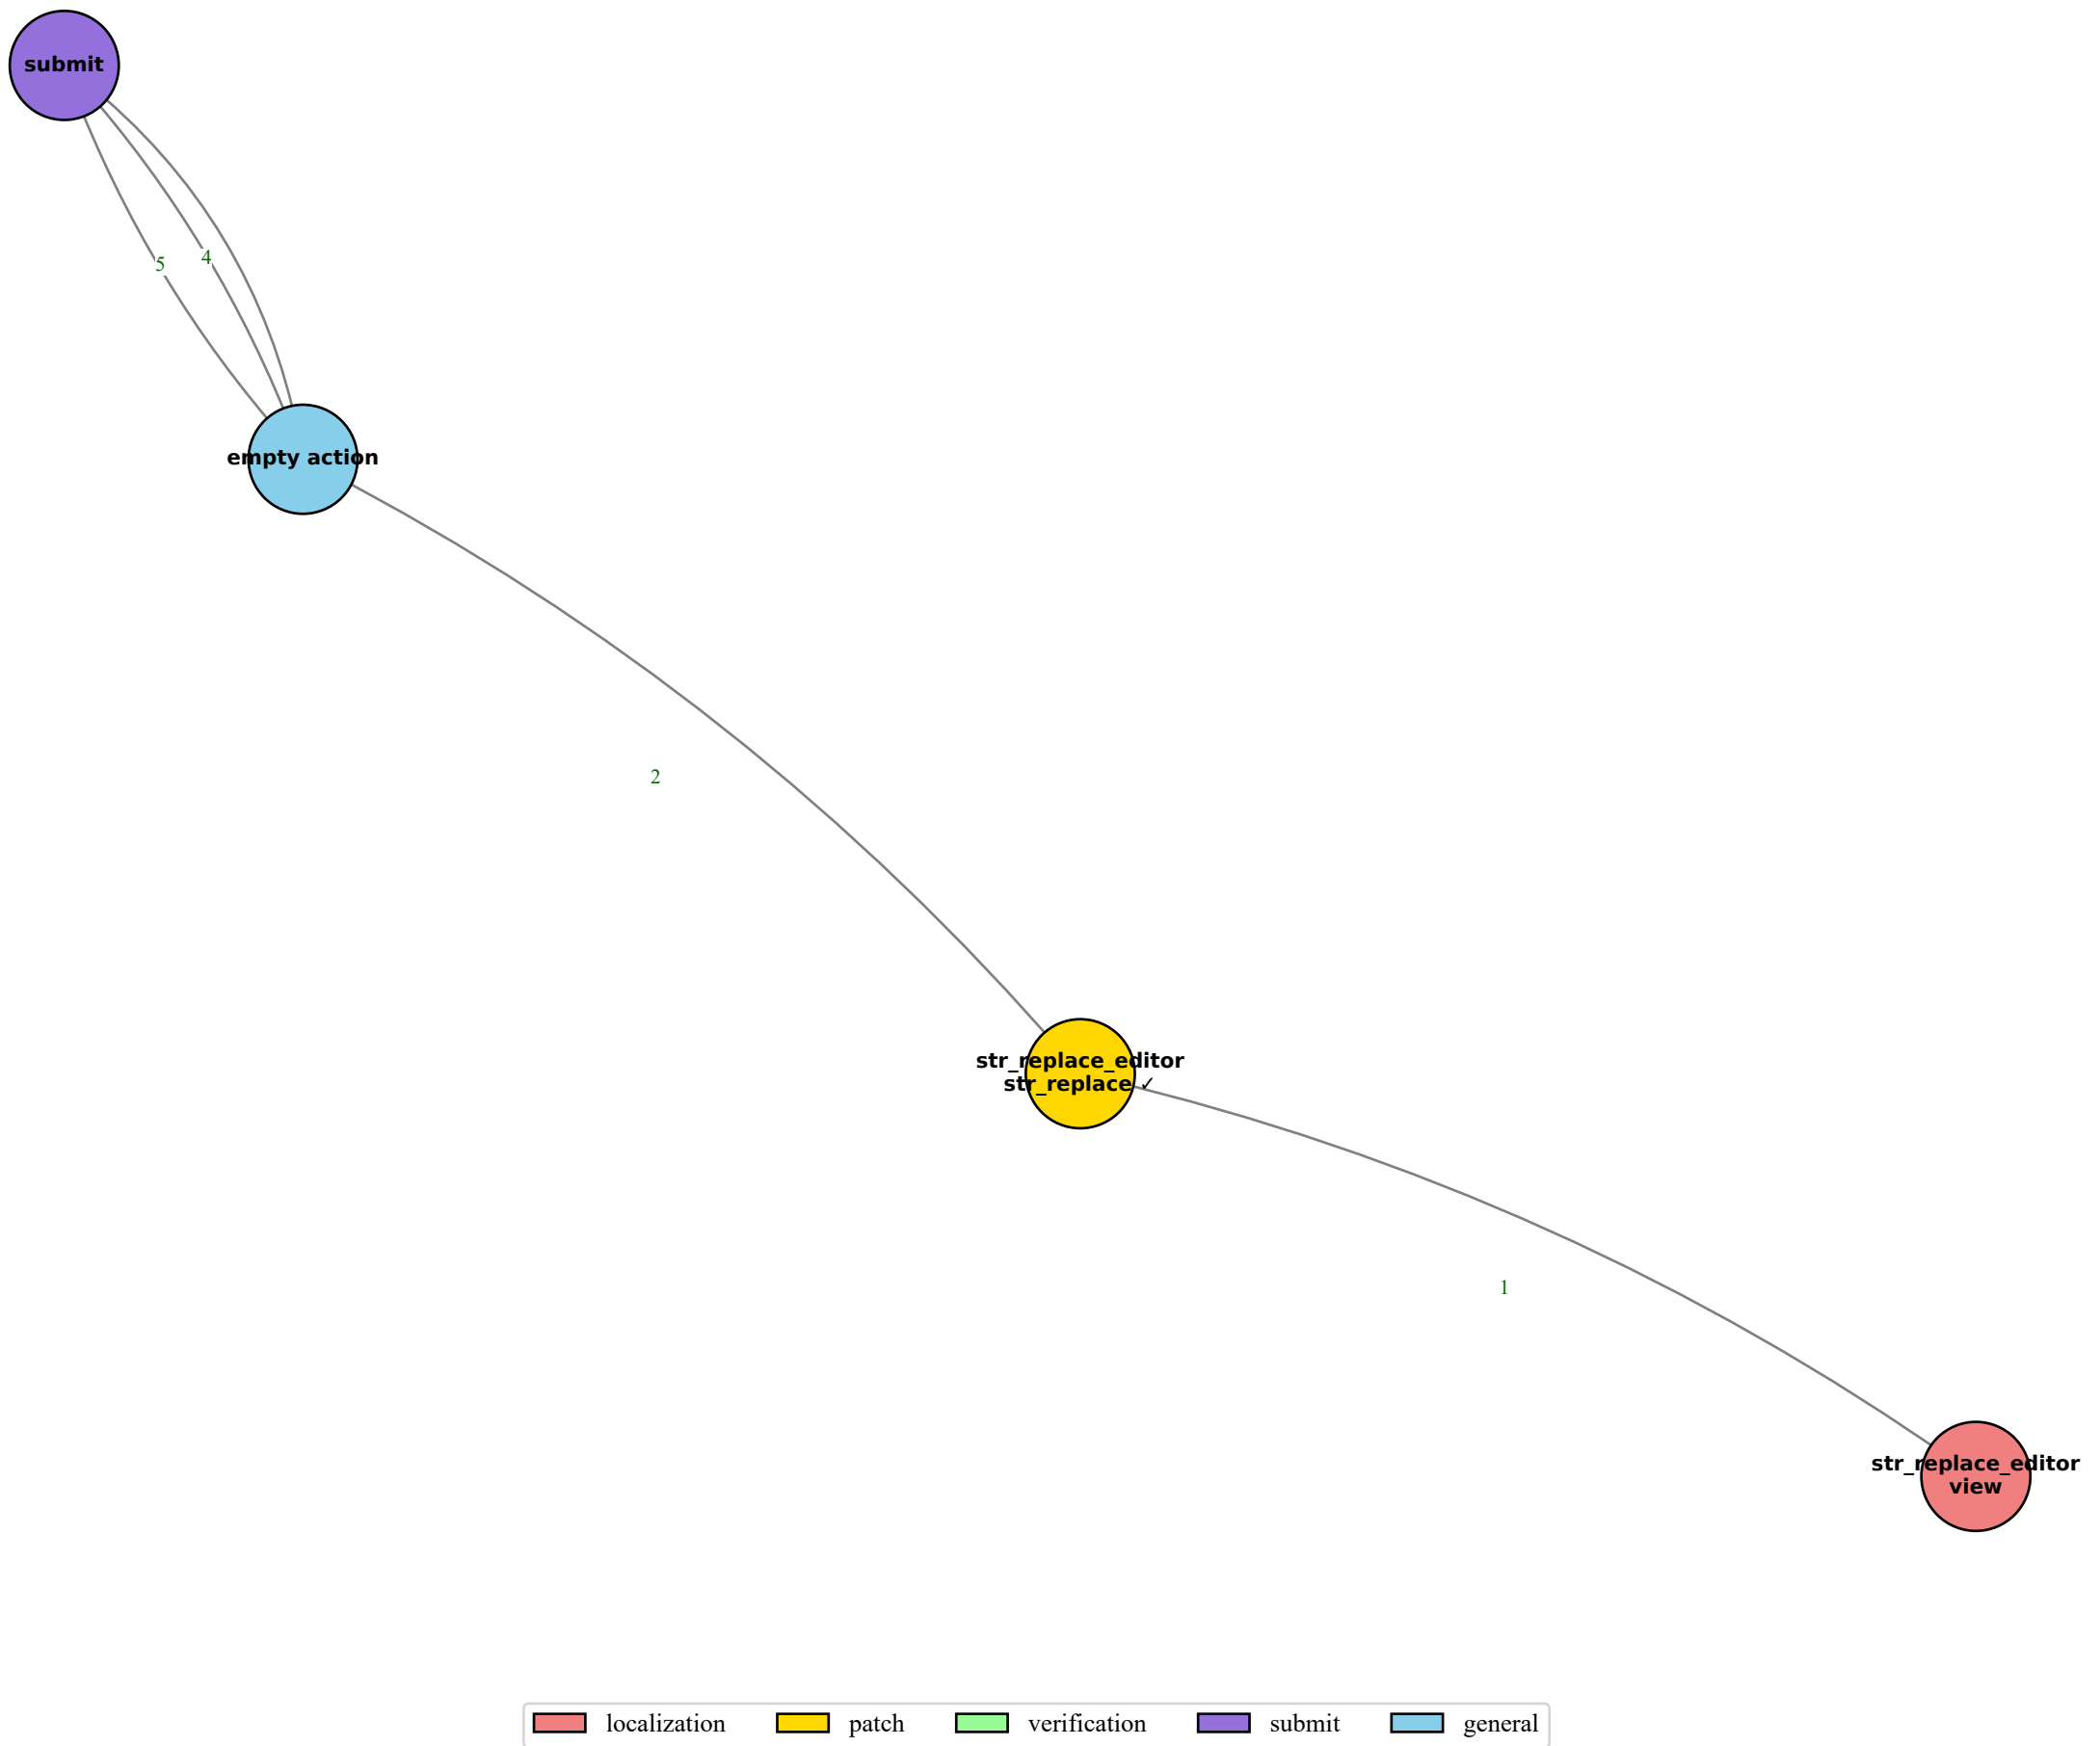 submit
4
5
empty action
2
str_replace_editor
str_replace ✓
1
str_replace_editor
view
localization patch verification submit general